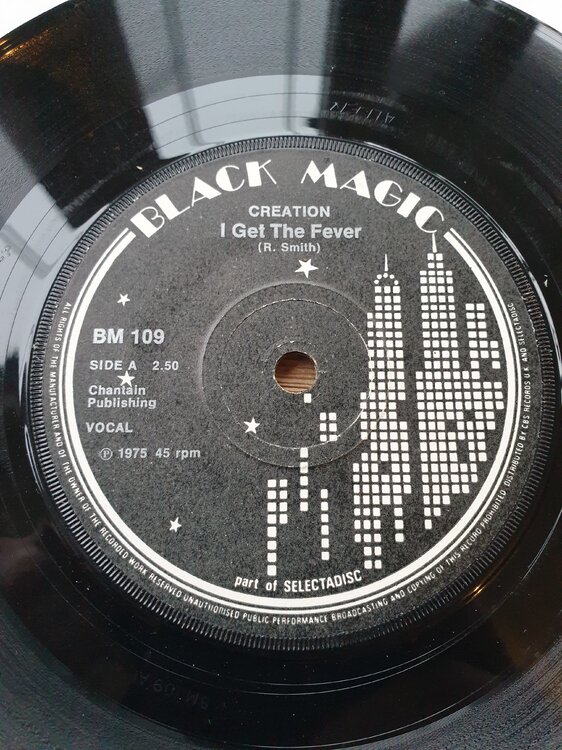 BLACK MAGIC
CREATION
I Get The Fever
(R. Smith)
BM 109
SIDE A 2.50
Chantain
Publishing
VOCAL
℗ 1975 45 rpm
part of SELECTADISC
ALL RIGHTS OF THE MANUFACTURER AND OF THE OWNER OF THE RECORDED WORK RESERVED UNAUTHORISED PUBLIC PERFORMANCE BROADCASTING AND COPYING OF THIS RECORD PROHIBITED DISTRIBUTED BY CBS RECORDS U.K. AND SELECTADISC